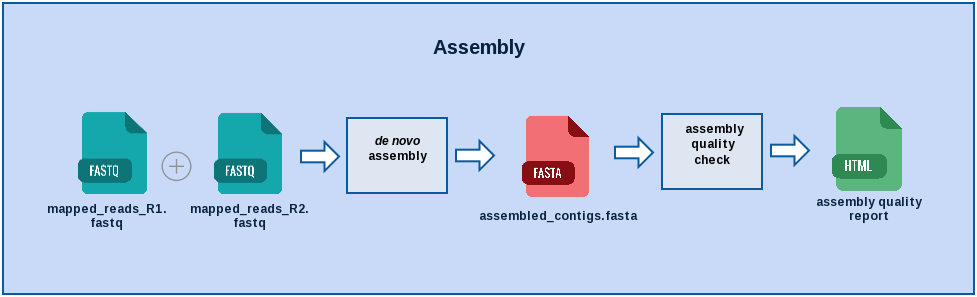 Assembly
FASTQ
FASTQ
FASTA
HTML
de novo
assembly
assembly
quality
check
mapped_reads_R1.
fastq
mapped_reads_R2.
fastq
assembled_contigs.fasta
assembly quality
report